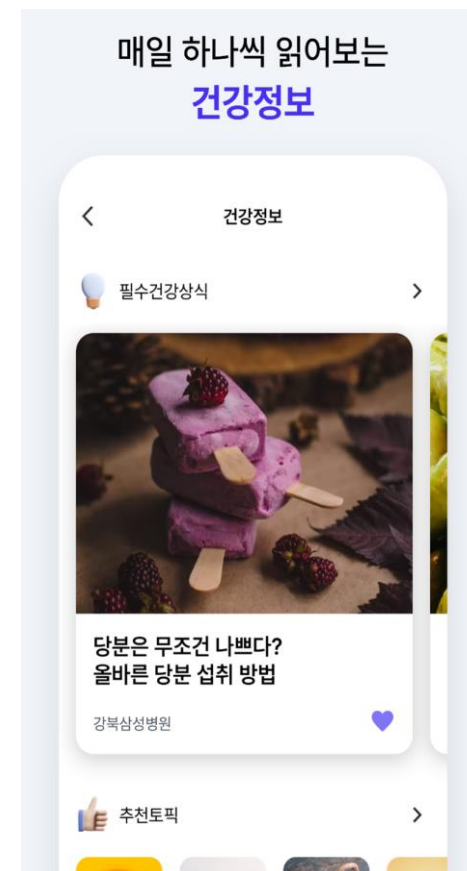 매일 하나씩 읽어보는
건강정보
건강정보
필수건강상식
당분은 무조건 나쁘다?
올바른 당분 섭취 방법
강북삼성병원
추천토픽